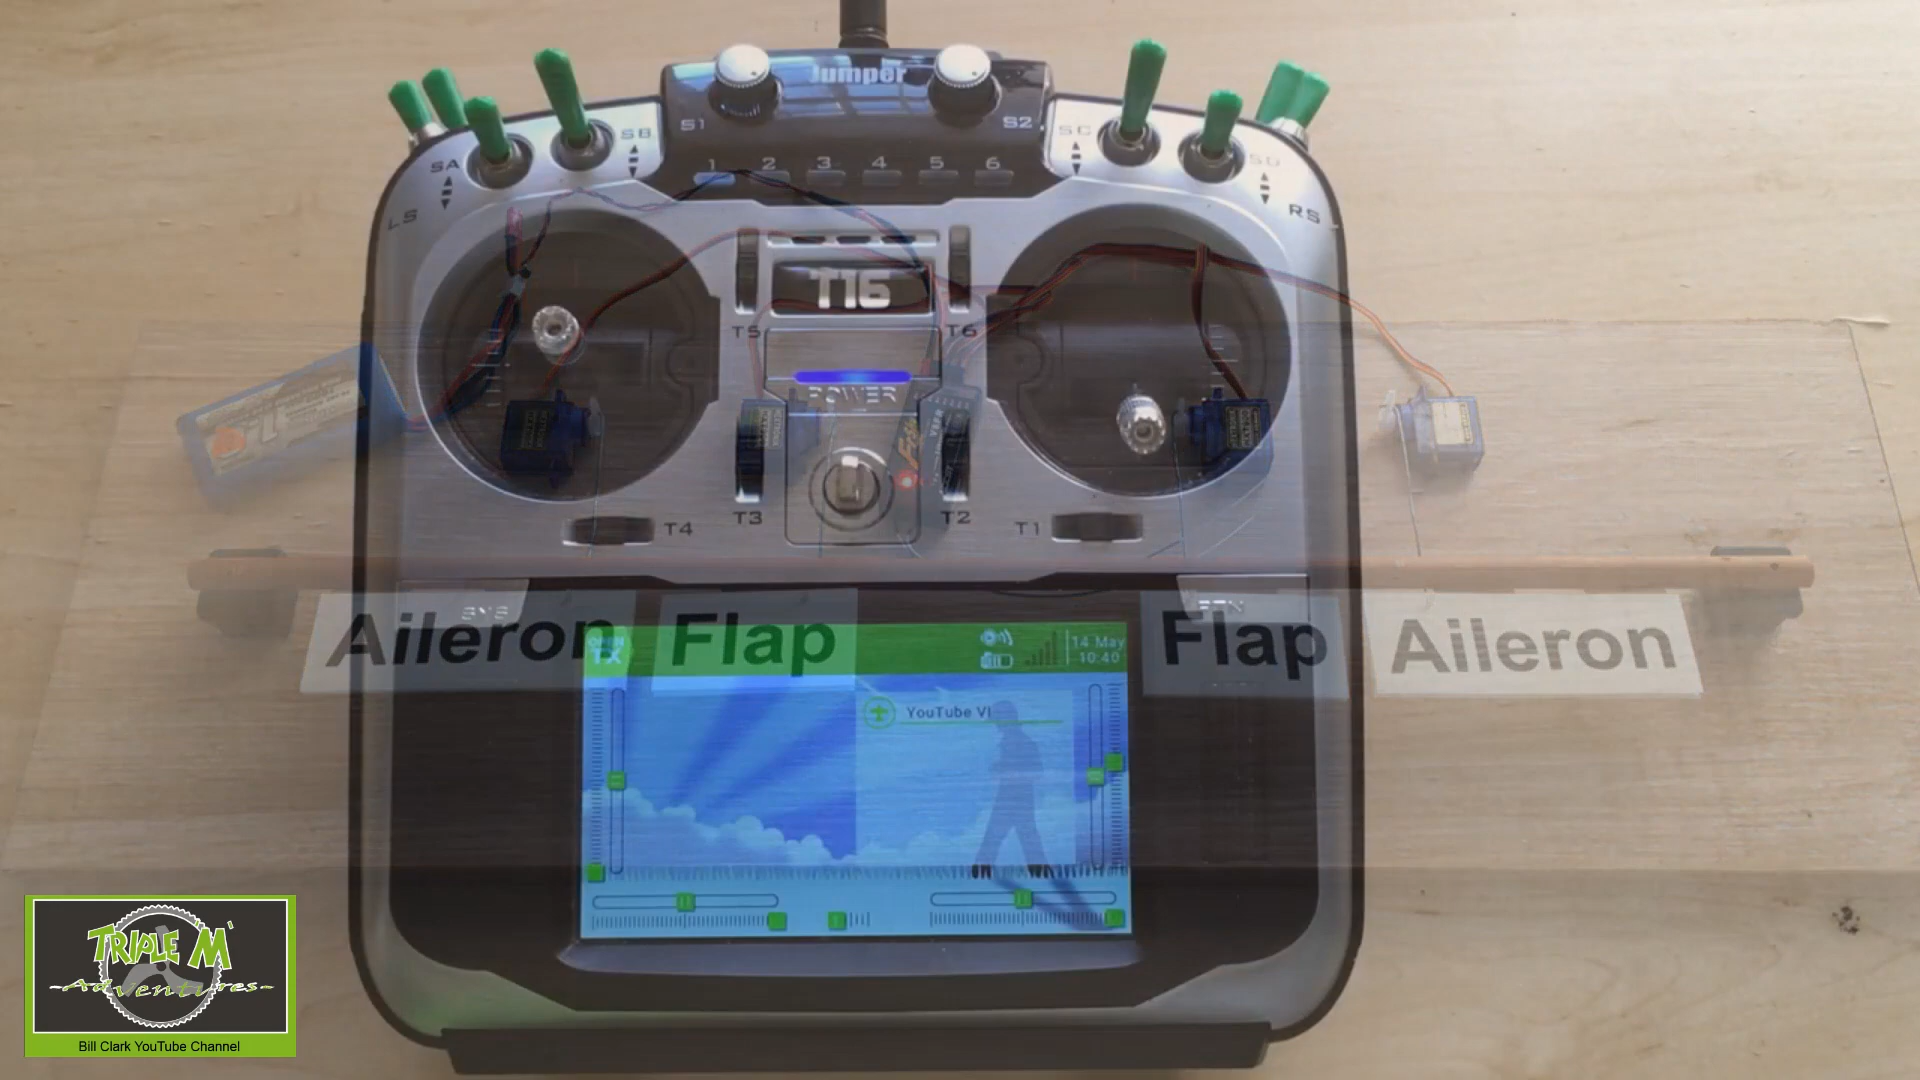 Jumper
S1
S2
SA
SB
SC
SD
1 2 3 4 5 6
LS
RS
T16
T5
T6
POWER
T3
T2
T4
T1
SYS
Aileron
Flap
Flap
Aileron
OPEN
TX
14 May
10:40
YouTube VI
TRIPLE M
-Adventures-
Bill Clark YouTube Channel